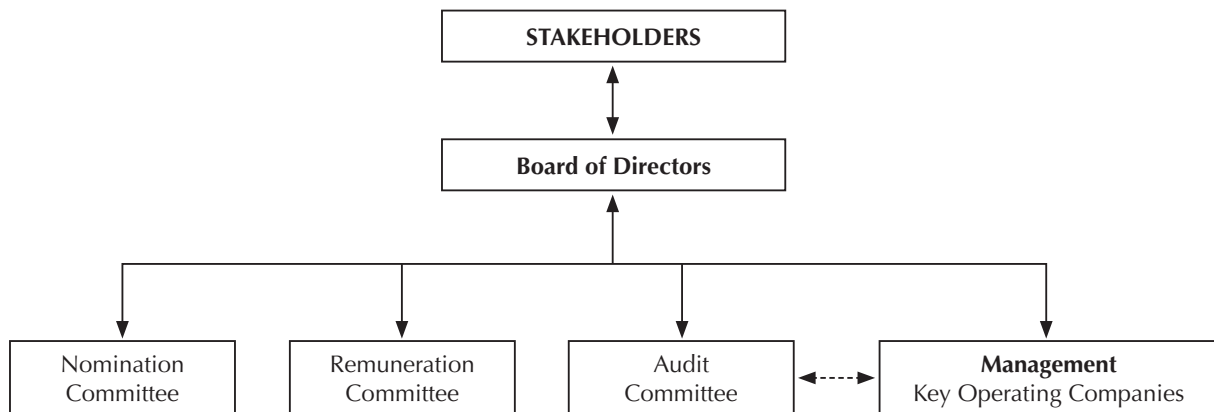 STAKEHOLDERS
Board of Directors
Nomination
Committee
Remuneration
Committee
Audit
Committee
Management
Key Operating Companies